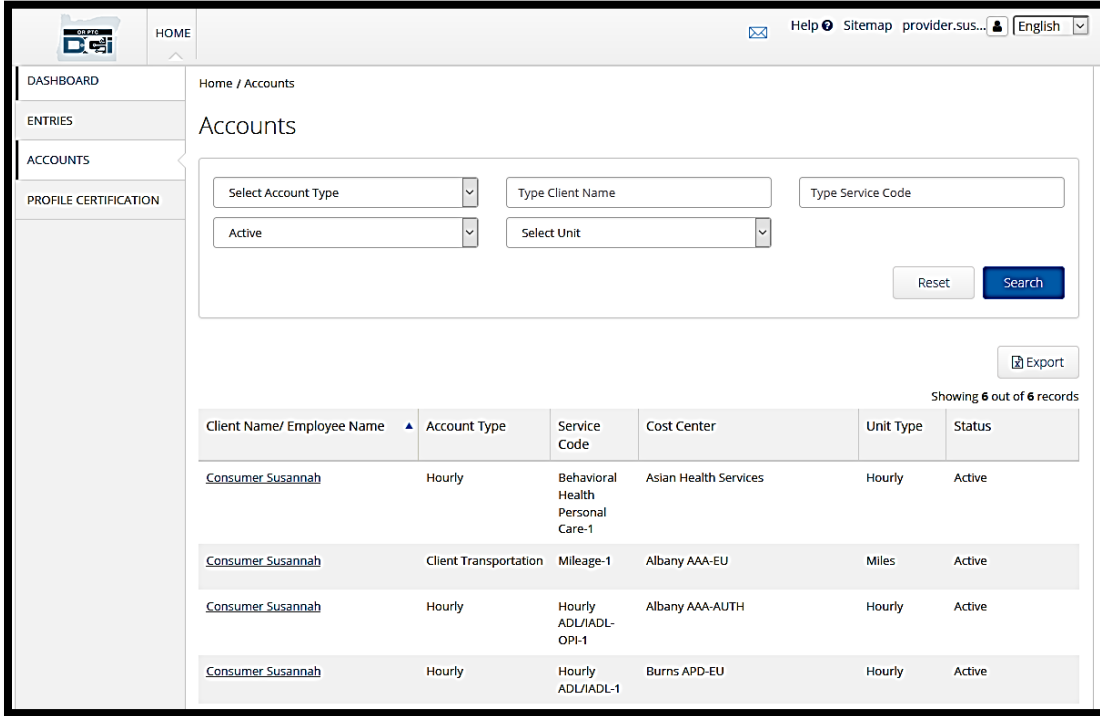 OR PTC
DCi
HOME
Help
Sitemap
provider.sus...
English
DASHBOARD
ENTRIES
ACCOUNTS
PROFILE CERTIFICATION
Home / Accounts
Accounts
Select Account Type
Type Client Name
Type Service Code
Active
Select Unit
Reset
Search
Export
Showing 6 out of 6 records
Client Name/ Employee Name
Account Type
Service
Code
Cost Center
Unit Type
Status
Consumer Susannah
Hourly
Behavioral
Health
Personal
Care-1
Asian Health Services
Hourly
Active
Consumer Susannah
Client Transportation
Mileage-1
Albany AAA-EU
Miles
Active
Consumer Susannah
Hourly
Hourly
ADL/IADL-
OPI-1
Albany AAA-AUTH
Hourly
Active
Consumer Susannah
Hourly
Hourly
ADL/IADL-1
Burns APD-EU
Hourly
Active